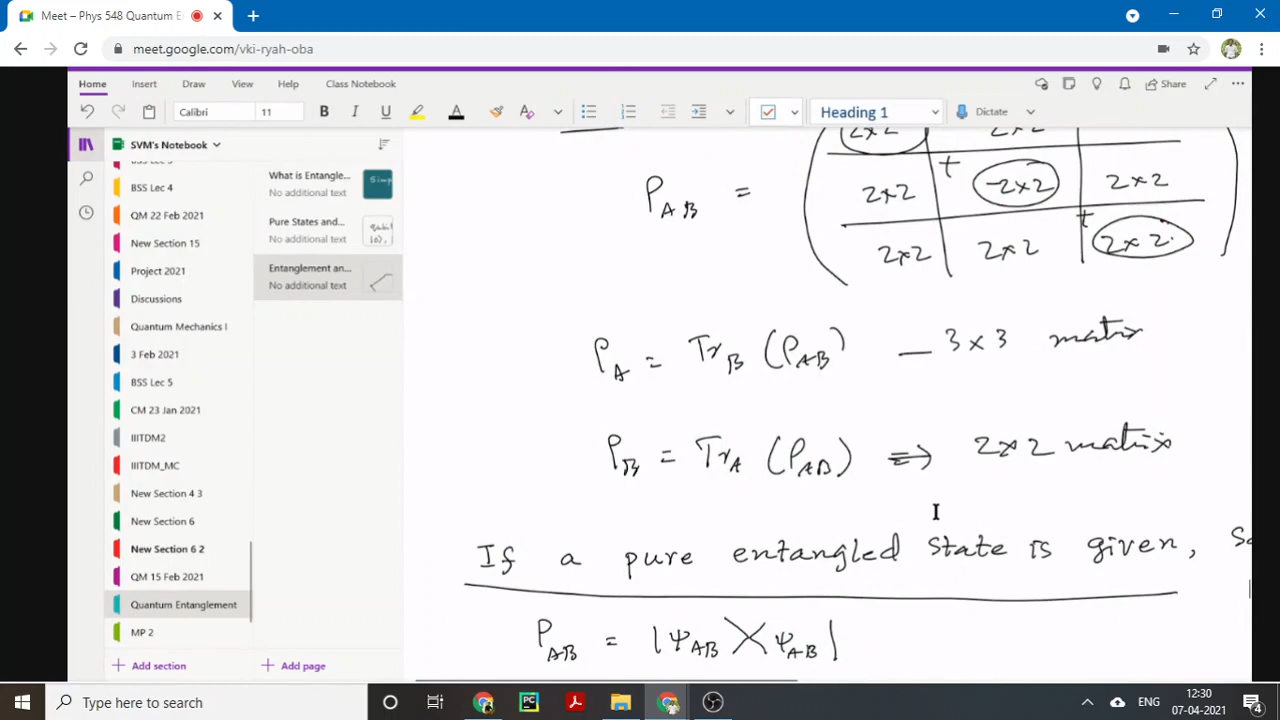 Meet – Phys 548 Quantum E
meet.google.com/vki-ryah-oba
Home Insert Draw View Help Class Notebook Share
Calibri 11 B I U A Heading 1 Dictate
SVM's Notebook
BSS Lec 4
QM 22 Feb 2021
New Section 15
Project 2021
Discussions
Quantum Mechanics I
3 Feb 2021
BSS Lec 5
CM 23 Jan 2021
IIITDM2
IIITDM_MC
New Section 4 3
New Section 6
New Section 6 2
QM 15 Feb 2021
Quantum Entanglement
MP 2
Add section
What is Entangle...
No additional text
Pure States and...
No additional text
Entanglement an...
No additional text
Add page
2×2 2×2
ρAB = 2×2 t 2×2 2×2
2×2 2×2 t 2×2
ρA = TrB (ρAB) — 3×3 matrix
ρB = TrA (ρAB) ⇒ 2×2 matrix
If a pure entangled state is given,
ρAB = |ψAB⟩⟨ψAB|
Type here to search
ENG
12:30
07-04-2021
4